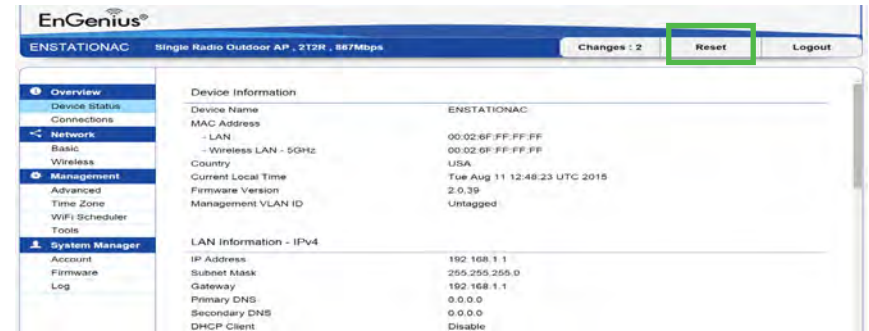 EnGenius®
ENSTATIONAC Single Radio Outdoor AP , 2T2R , 867Mbps Changes : 2 Reset Logout
Overview
Device Status
Connections
Network
Basic
Wireless
Management
Advanced
Time Zone
WiFi Scheduler
Tools
System Manager
Account
Firmware
Log
Device Information
Device Name ENSTATIONAC
MAC Address
- LAN 00:02:6F:FF:FF:FF
- Wireless LAN - 5GHz 00:02:6F:FF:FF:FF
Country USA
Current Local Time Tue Aug 11 12:48:23 UTC 2015
Firmware Version 2.0.39
Management VLAN ID Untagged
LAN Information - IPv4
IP Address 192.168.1.1
Subnet Mask 255.255.255.0
Gateway 192.168.1.1
Primary DNS 0.0.0.0
Secondary DNS 0.0.0.0
DHCP Client Disable